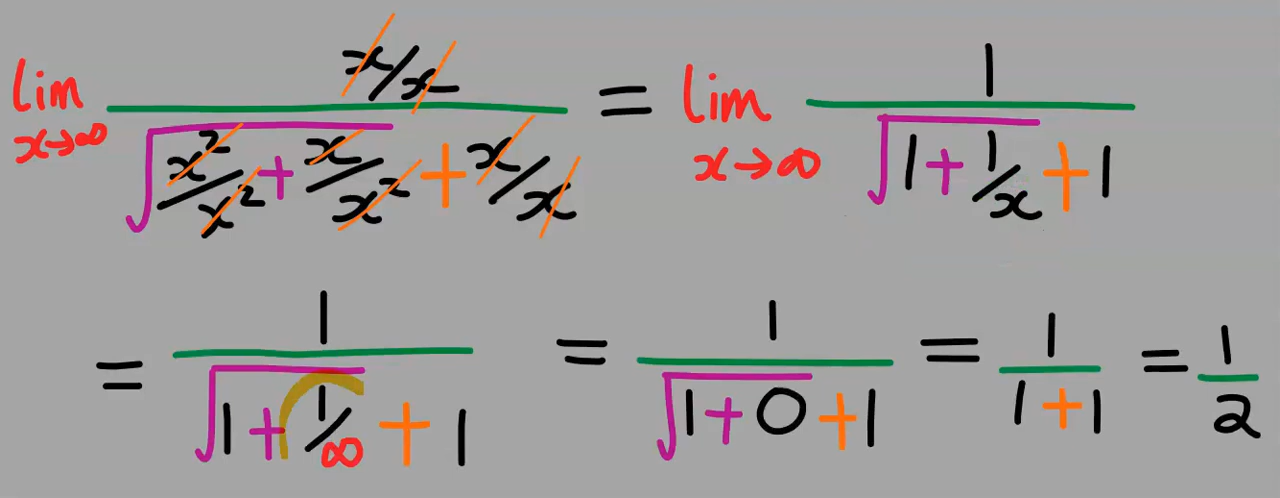 lim x→∞ (x/x)/(√(x²/x² + x/x²) + x/x) = lim x→∞ 1/(√(1 + 1/x) + 1)
= 1/(√(1 + 1/∞) + 1) = 1/(√(1 + 0) + 1) = 1/(1 + 1) = 1/2